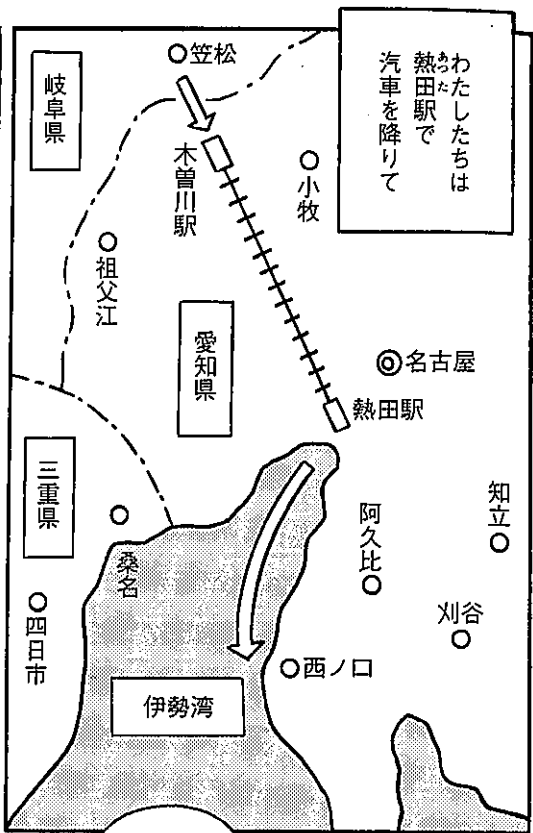 わたしたちは
熱田駅で
あった
汽車を降りて
笠松
岐阜県
木曽川駅
小牧
祖父江
愛知県
名古屋
熱田駅
三重県
桑名
四日市
阿久比
知立
刈谷
西ノ口
伊勢湾